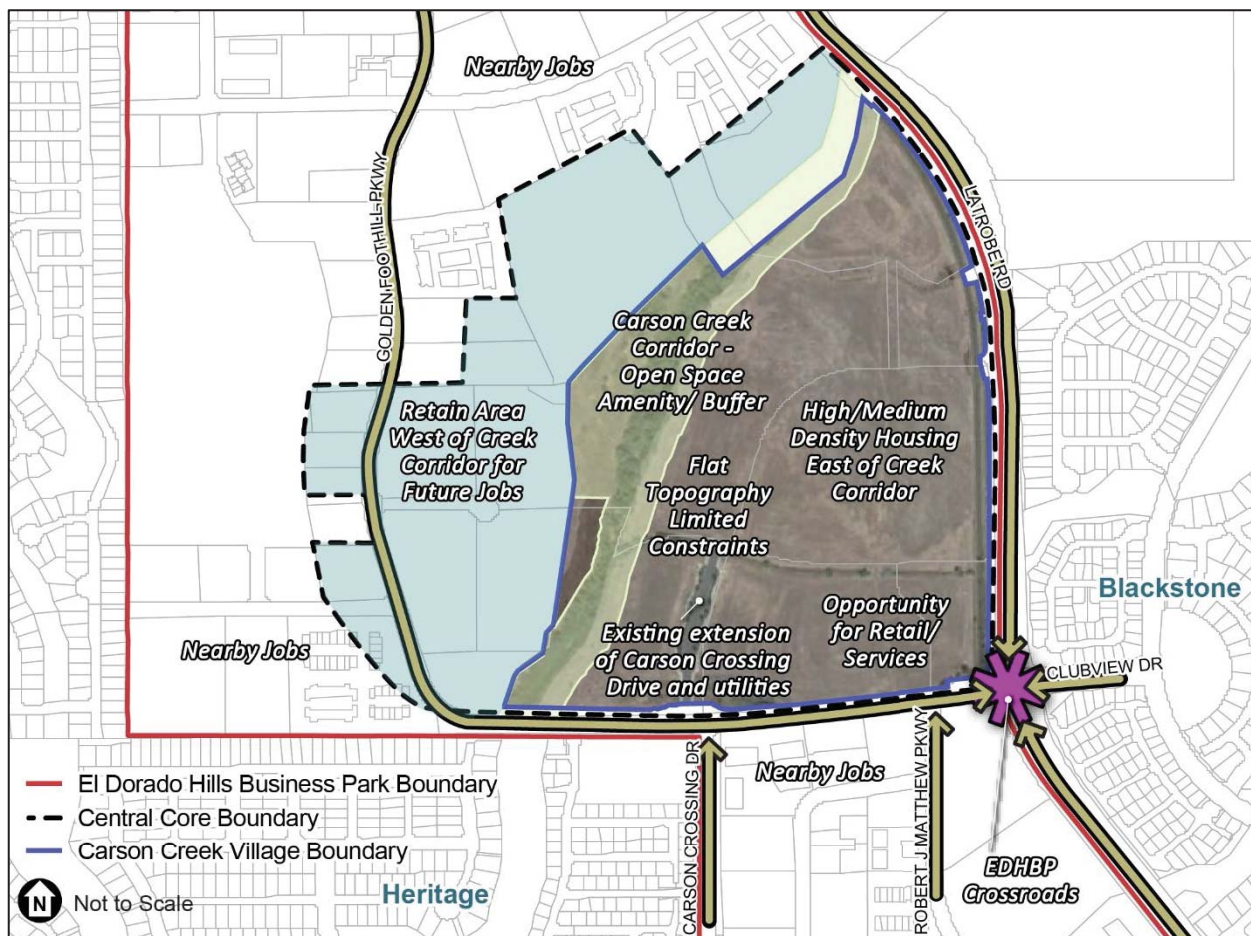 Nearby Jobs
GOLDEN FOOTHILL PKWY
LATROBE RD
Carson Creek
Corridor -
Open Space
Amenity/ Buffer
Retain Area
West of Creek
Corridor for
Future Jobs
High/Medium
Density Housing
East of Creek
Corridor
Flat
Topography
Limited
Constraints
Blackstone
Opportunity
for Retail/
Services
Existing extension
of Carson Crossing
Drive and utilities
Nearby Jobs
CLUBVIEW DR
CARSON CROSSING DR
Nearby Jobs
ROBERT J MATTHEW PKWY
El Dorado Hills Business Park Boundary
Central Core Boundary
Carson Creek Village Boundary
EDHBP
Crossroads
Heritage
N
Not to Scale